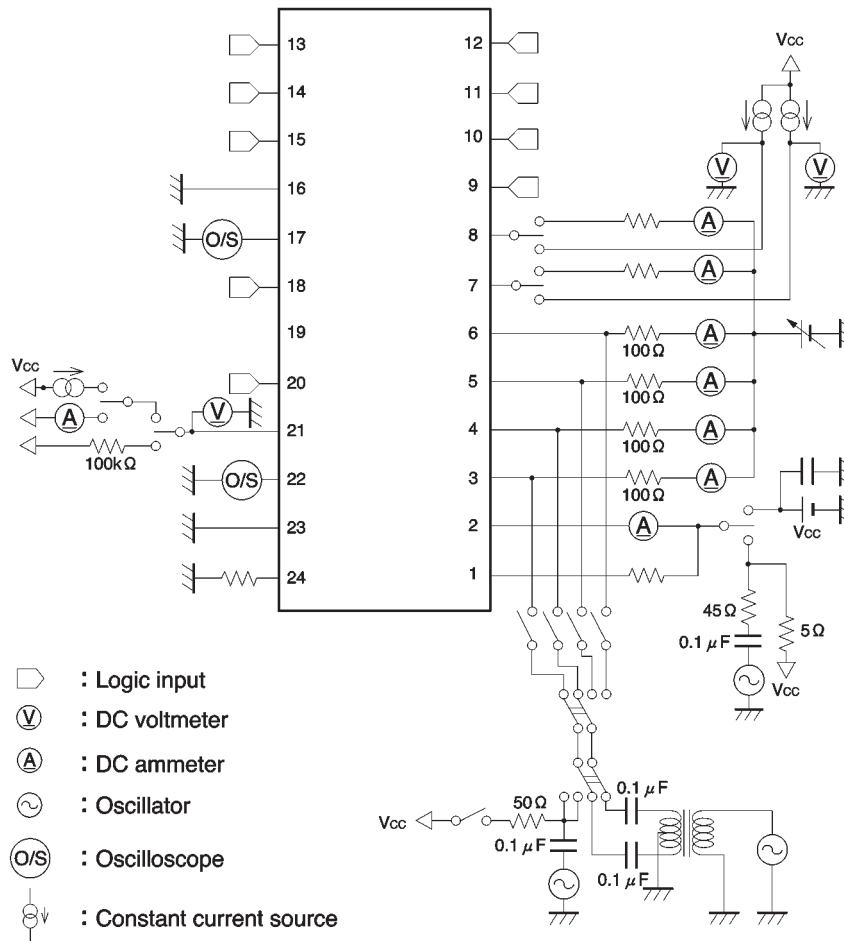 13
12
14
11
15
10
16
9
17
8
18
7
19
6
20
5
21
4
22
3
23
2
24
1
O/S
O/S
Vcc
A
100kΩ
V
Vcc
V
V
A
A
A
100Ω
A
100Ω
A
100Ω
A
100Ω
A
Vcc
45Ω
0.1 μF
5Ω
Vcc
0.1 μF
50Ω
Vcc
0.1 μF
0.1 μF
: Logic input
V : DC voltmeter
A : DC ammeter
: Oscillator
O/S : Oscilloscope
: Constant current source